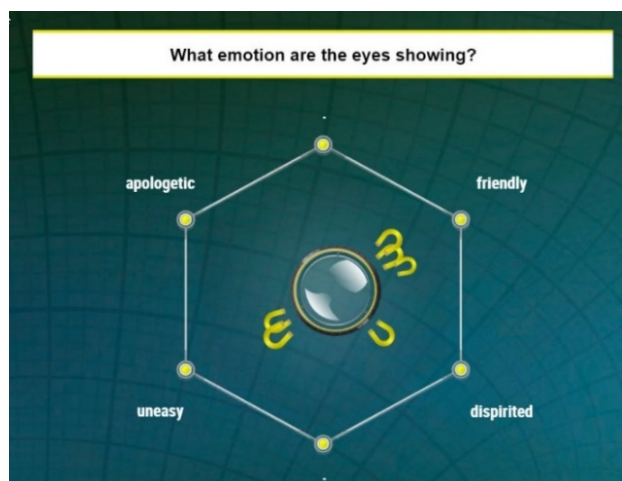 What emotion are the eyes showing?
apologetic
friendly
uneasy
dispirited